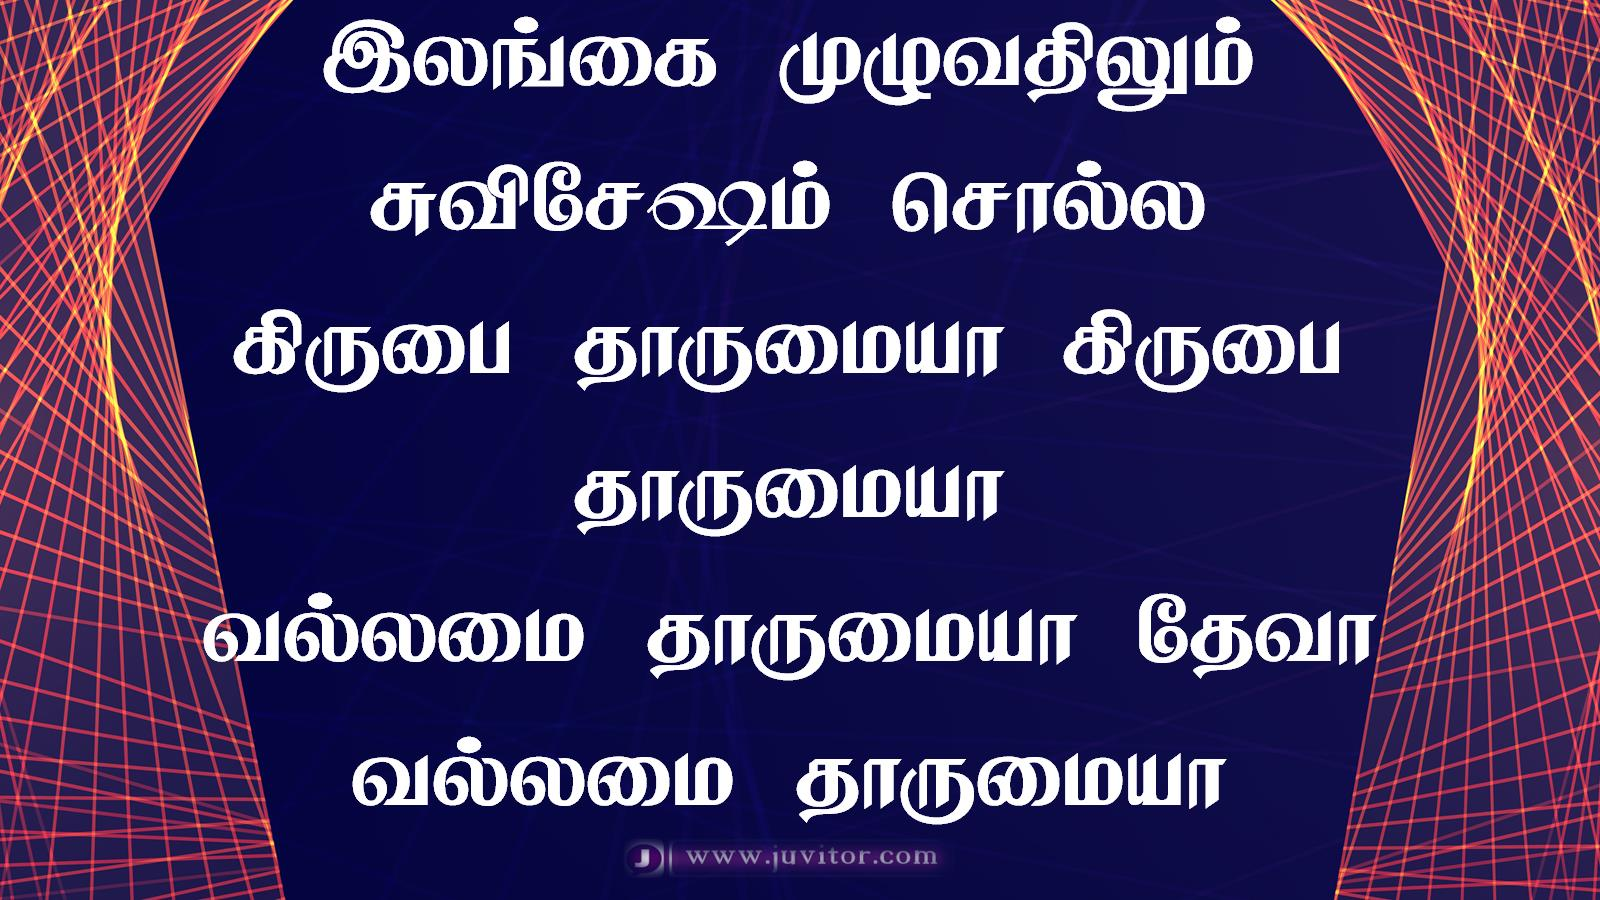 இலங்கை முழுவதிலும்
சுவிசேஷம் சொல்ல
கிருபை தாருமையா கிருபை
தாருமையா
வல்லமை தாருமையா தேவா
வல்லமை தாருமையா
J www.juvitor.com